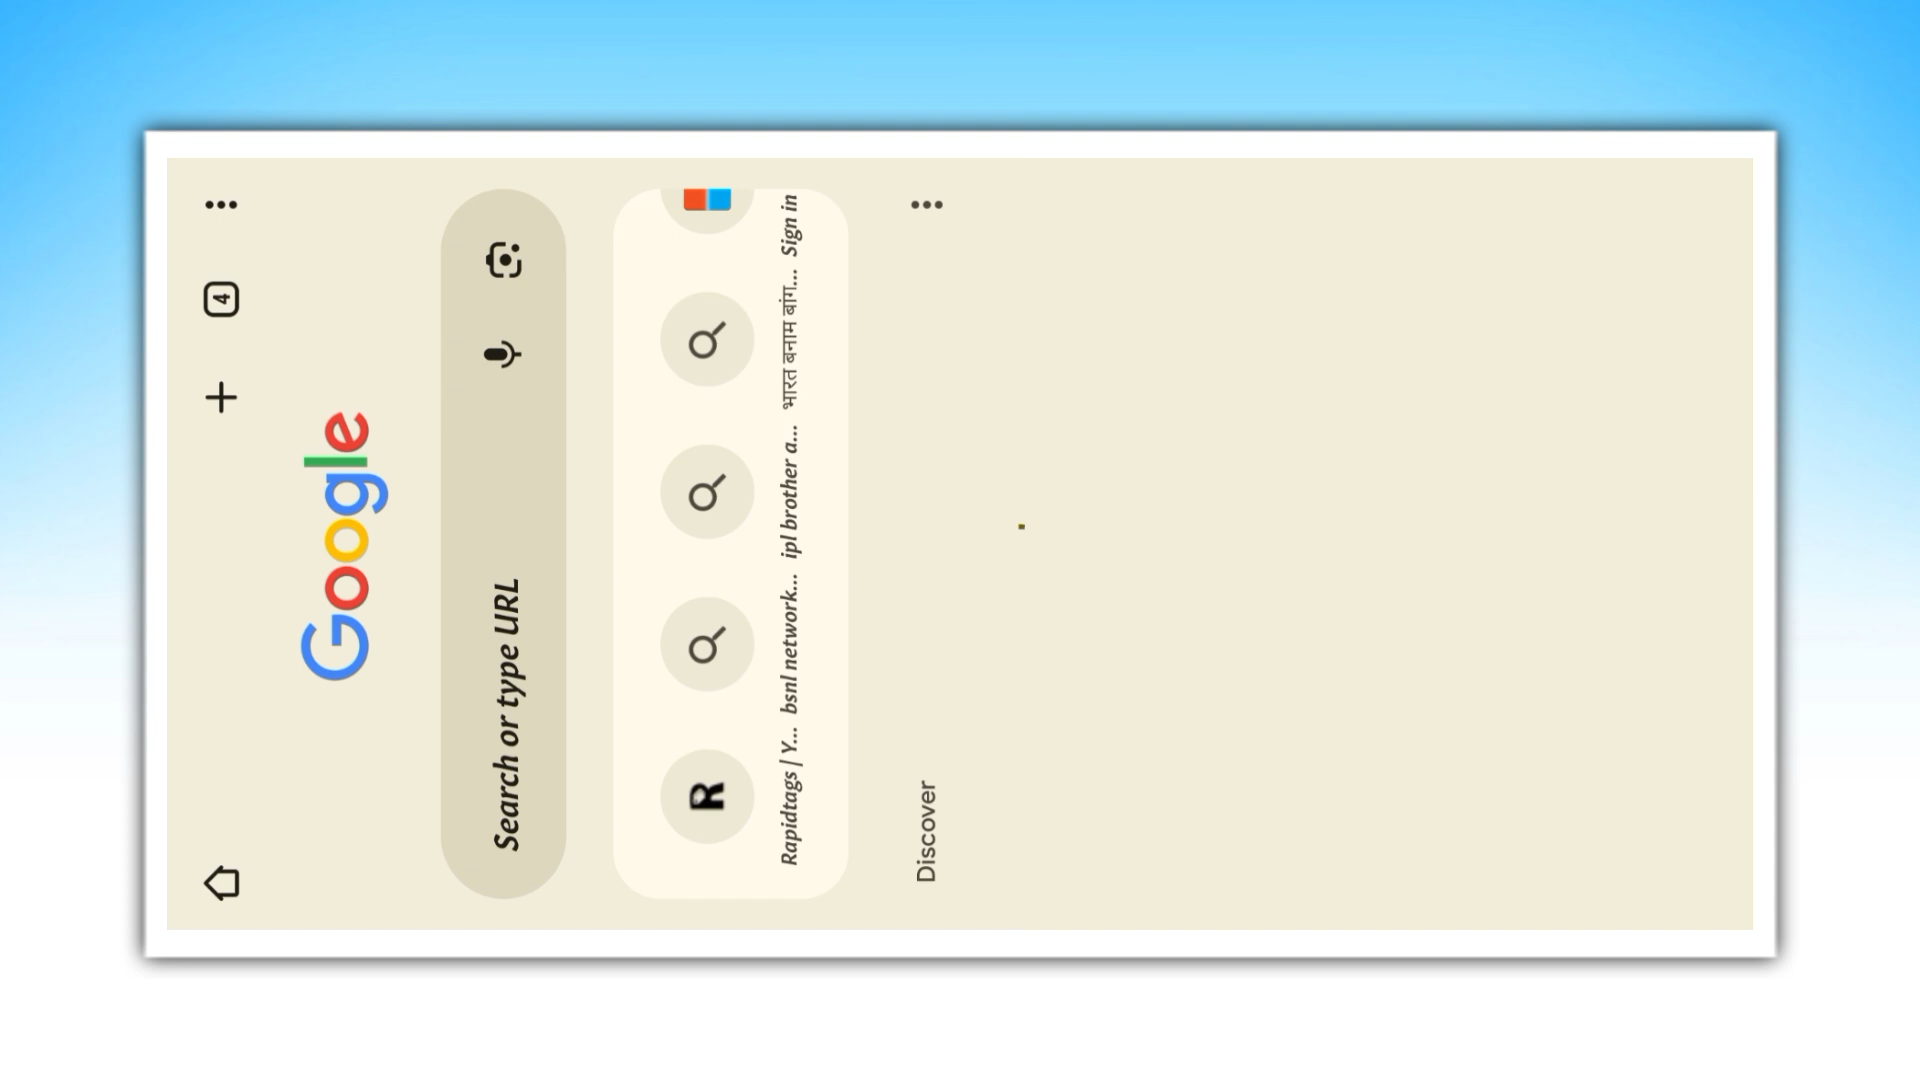 4
Google
Search or type URL
R
Rapidtags | Y... bsnl network... ipl brother a... भारत बनाम बांग... Sign in
Discover